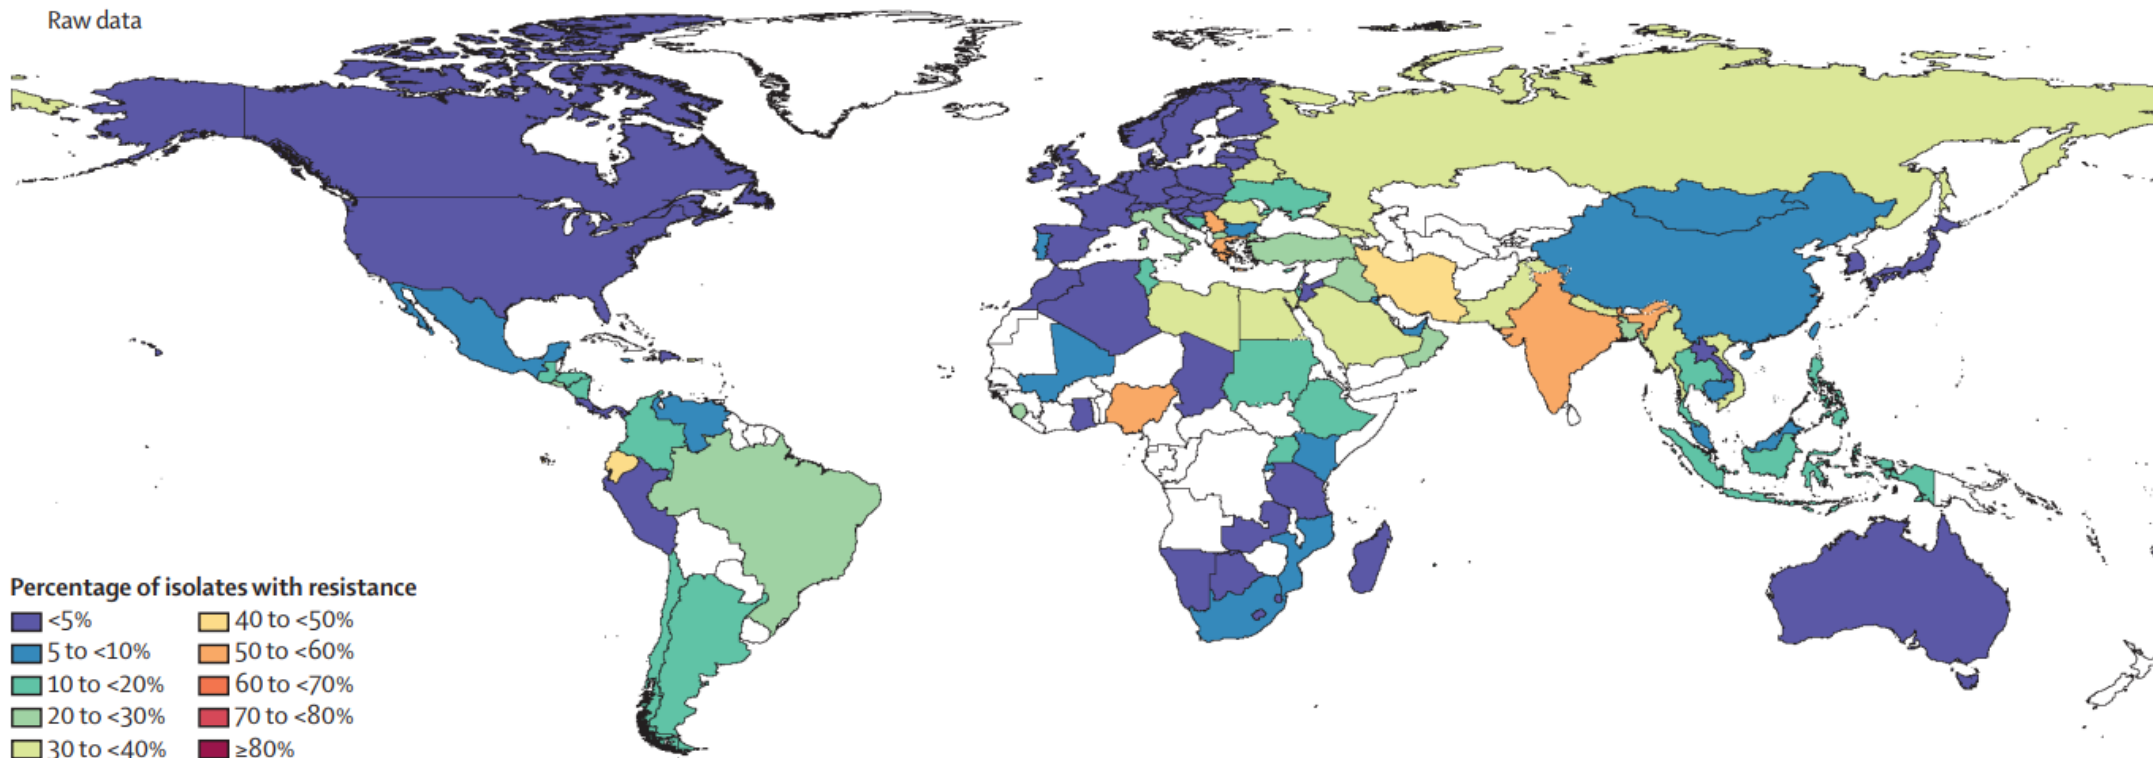 Raw data
Percentage of isolates with resistance
<5%
5 to <10%
10 to <20%
20 to <30%
30 to <40%
40 to <50%
50 to <60%
60 to <70%
70 to <80%
≥80%